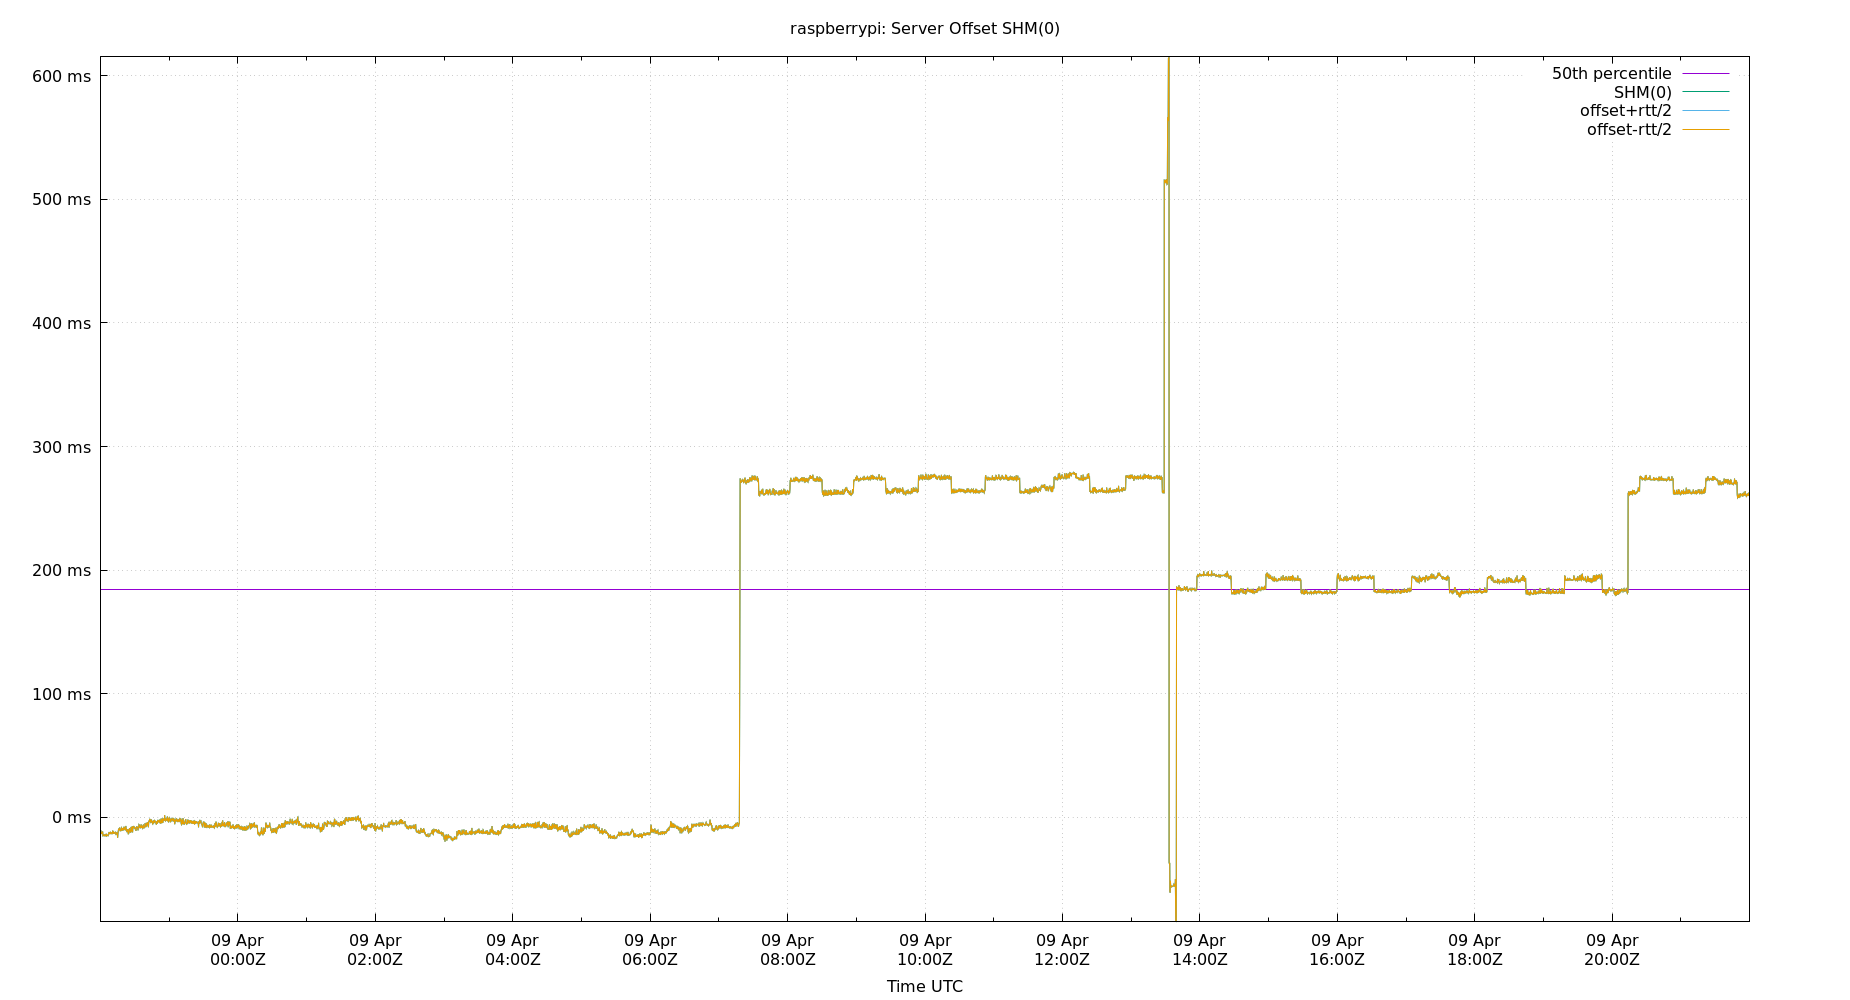 raspberrypi: Server Offset SHM(0)
600 ms
500 ms
400 ms
300 ms
200 ms
100 ms
0 ms
50th percentile
SHM(0)
offset+rtt/2
offset-rtt/2
09 Apr 09 Apr 09 Apr 09 Apr 09 Apr 09 Apr 09 Apr 09 Apr 09 Apr 09 Apr 09 Apr
00:00Z 02:00Z 04:00Z 06:00Z 08:00Z 10:00Z 12:00Z 14:00Z 16:00Z 18:00Z 20:00Z
Time UTC